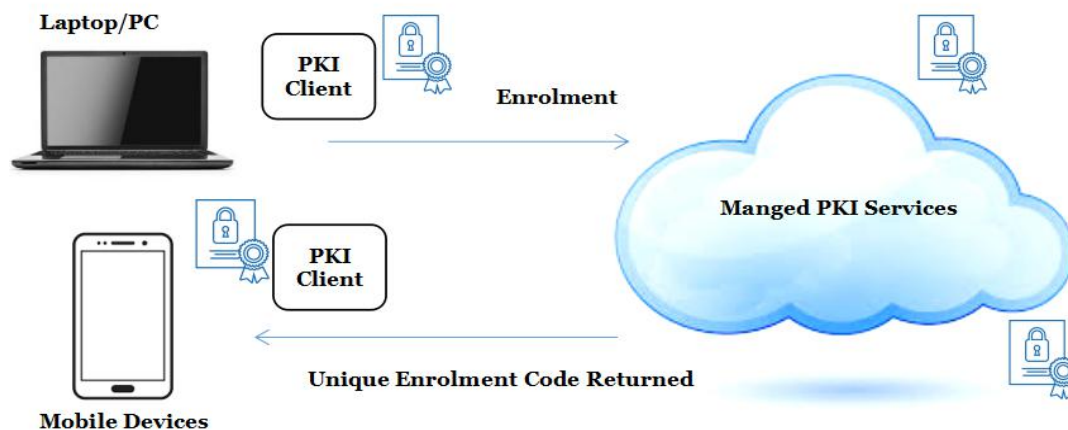 Laptop/PC
PKI
Client
Enrolment
Manged PKI Services
PKI
Client
Unique Enrolment Code Returned
Mobile Devices